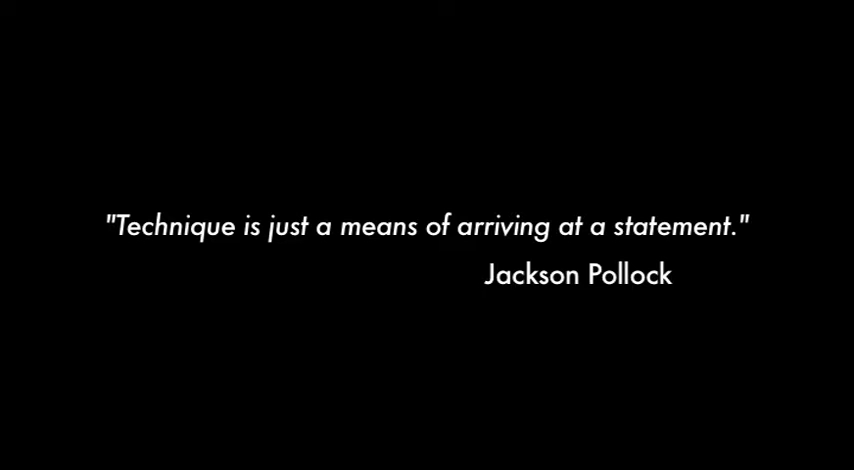 "Technique is just a means of arriving at a statement."
Jackson Pollock